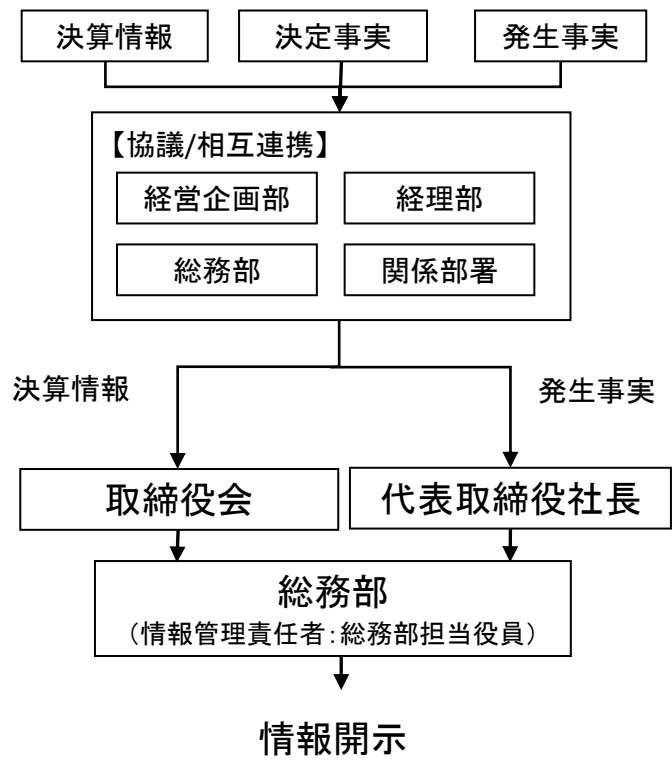 決算情報
決定事実
発生事実
【協議/相互連携】
経営企画部
経理部
総務部
関係部署
決算情報
発生事実
取締役会
代表取締役社長
総務部
（情報管理責任者：総務部担当役員）
情報開示